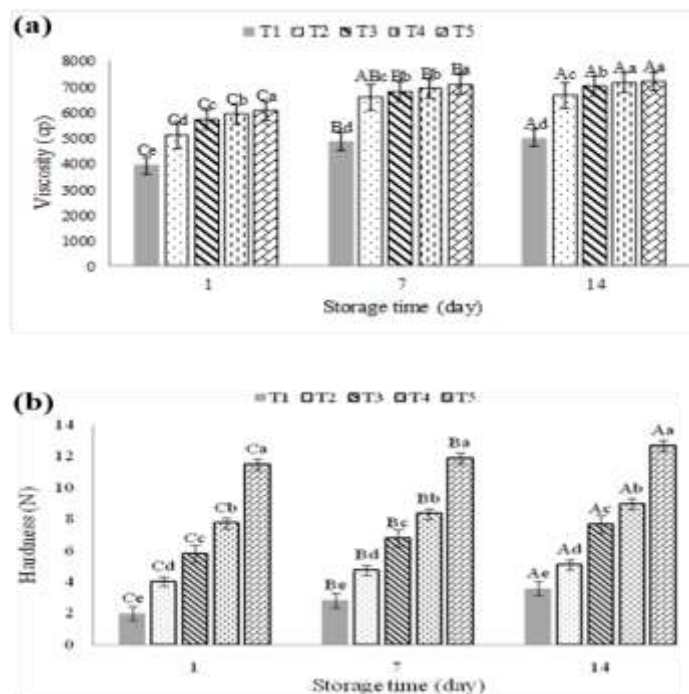 (a)
T1 T2 T3 T4 T5
8000
7000
6000
5000
4000
3000
2000
1000
0
Viscosity (cp)
Ce Cd Cc Cb Ca
Bd ABc Bb Bb Ba
Ad Ac Ab Aa Aa
1 7 14
Storage time (day)
(b)
T1 T2 T3 T4 T5
14
12
10
8
6
4
2
0
Hardness (N)
Ce Cd Cc Cb Ca
Be Bd Bc Bb Ba
Ae Ad Ac Ab Aa
1 7 14
Storage time (day)